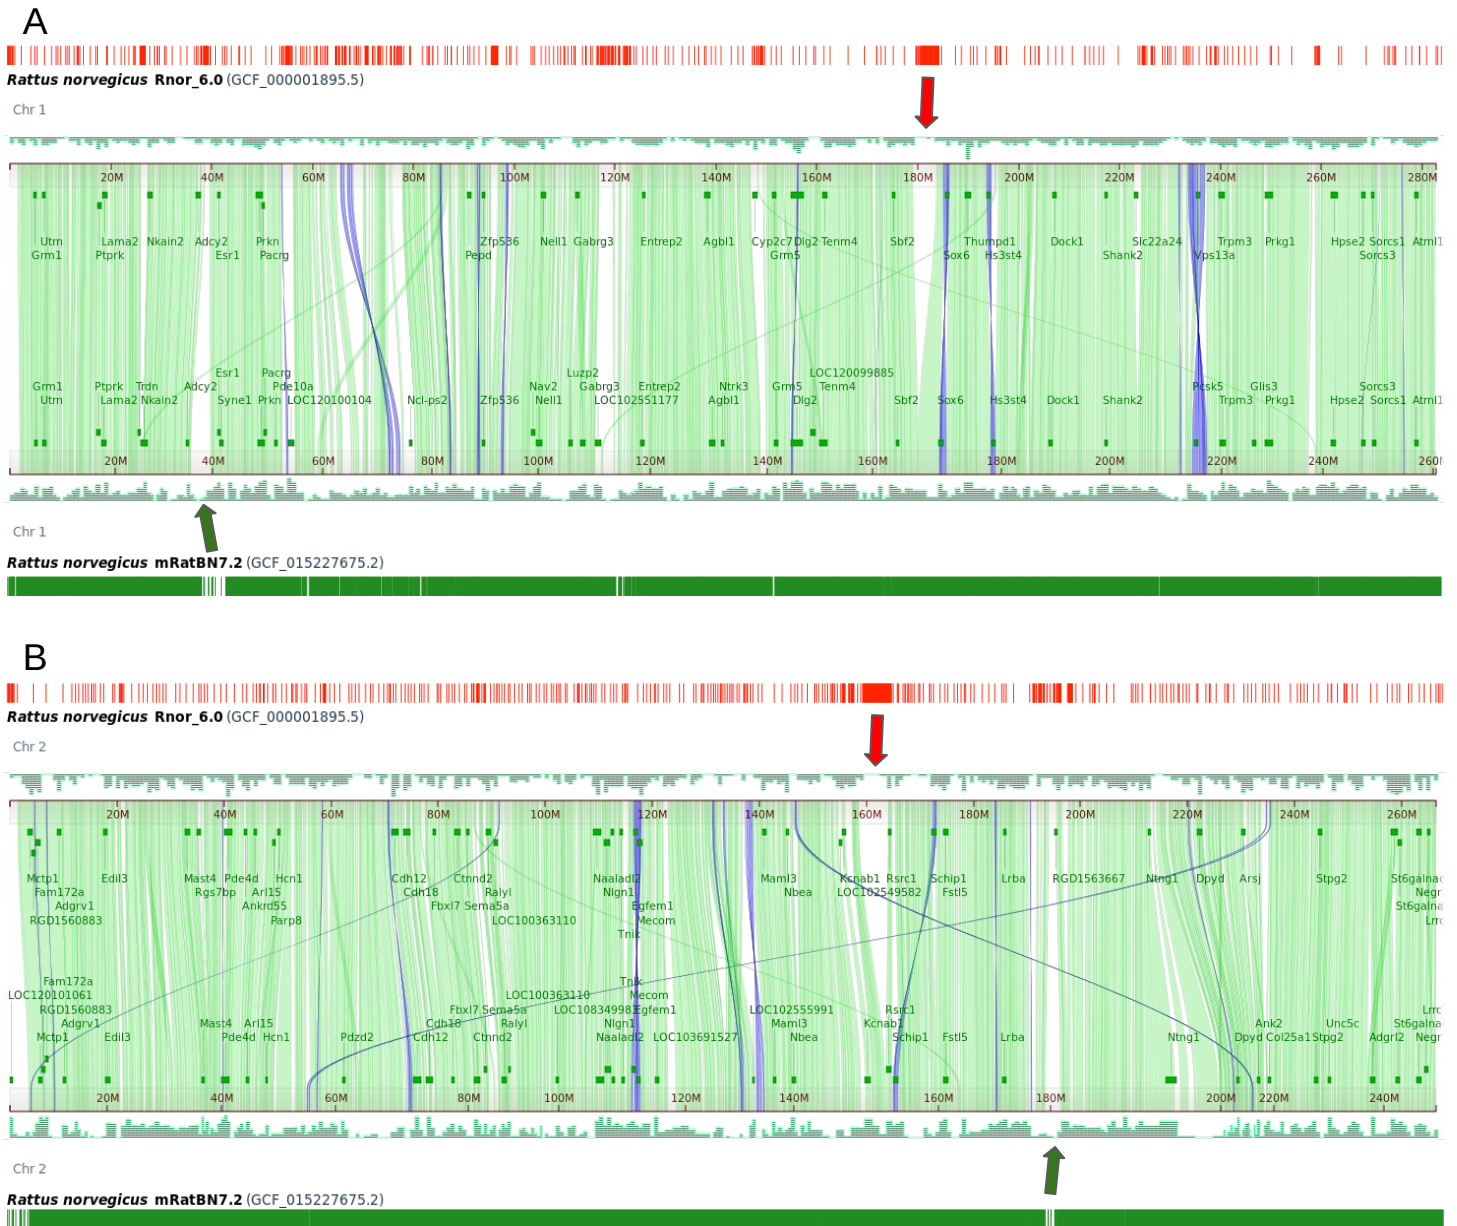 A
Rattus norvegicus Rnor_6.0 (GCF_000001895.5)
Chr 1
20M 40M 60M 80M 100M 120M 140M 160M 180M 200M 220M 240M 260M 280M
Utrn Lama2 Nkain2 Adcy2 Prkn Zfp536 Nell1 Gabrg3 Entrep2 Agbl1 Cyp2c7 Dlg2 Tenm4 Sbf2 Thumpd1 Dock1 Slc22a24 Trpm3 Prkg1 Hpse2 Sorcs1 Atrnl1
Grm1 Ptprk Esr1 Pacrg Pepd Grm5 Sox6 Hs3st4 Shank2 Vps13a Sorcs3
Esr1 Pacrg Luzp2 LOC120099885
Grm1 Ptprk Trdn Adcy2 Pde10a Nav2 Gabrg3 Entrep2 Ntrk3 Grm5 Tenm4 Pcsk5 Glis3 Sorcs3
Utrn Lama2 Nkain2 Syne1 Prkn LOC120100104 Ncl-ps2 Zfp536 Nell1 LOC102551177 Agbl1 Dlg2 Sbf2 Sox6 Hs3st4 Dock1 Shank2 Trpm3 Prkg1 Hpse2 Sorcs1 Atrnl1
20M 40M 60M 80M 100M 120M 140M 160M 180M 200M 220M 240M 260
Chr 1
Rattus norvegicus mRatBN7.2 (GCF_015227675.2)
B
Rattus norvegicus Rnor_6.0 (GCF_000001895.5)
Chr 2
20M 40M 60M 80M 100M 120M 140M 160M 180M 200M 220M 240M 260M
Mctp1 Edil3 Mast4 Pde4d Hcn1 Cdh12 Ctnnd2 Naaladl2 Maml3 Kcnab1 Rsrc1 Schip1 Lrba RGD1563667 Ntng1 Dpyd Arsj Stpg2 St6galnac
Fam172a Rgs7bp Arl15 Cdh18 Ralyl Nlgn1 Nbea LOC102549582 Fstl5 Negr
Adgrv1 Ankrd55 Fbxl7 Sema5a Egfem1 St6galna
RGD1560883 Parp8 LOC100363110 Mecom Lrrc
Tnik
Fam172a Tnik
LOC120101061 LOC100363110 Mecom
RGD1560883 Fbxl7 Sema5a LOC108349983 Egfem1 LOC102555991 Rsrc1 Lrrc
Adgrv1 Mast4 Arl15 Cdh18 Ralyl Nlgn1 Maml3 Kcnab1 Ank2 Unc5c St6galna
Mctp1 Edil3 Pde4d Hcn1 Pdzd2 Cdh12 Ctnnd2 Naaladl2 LOC103691527 Nbea Schip1 Fstl5 Lrba Ntng1 Dpyd Col25a1 Stpg2 Adgrl2 Negr
20M 40M 60M 80M 100M 120M 140M 160M 180M 200M 220M 240M
Chr 2
Rattus norvegicus mRatBN7.2 (GCF_015227675.2)